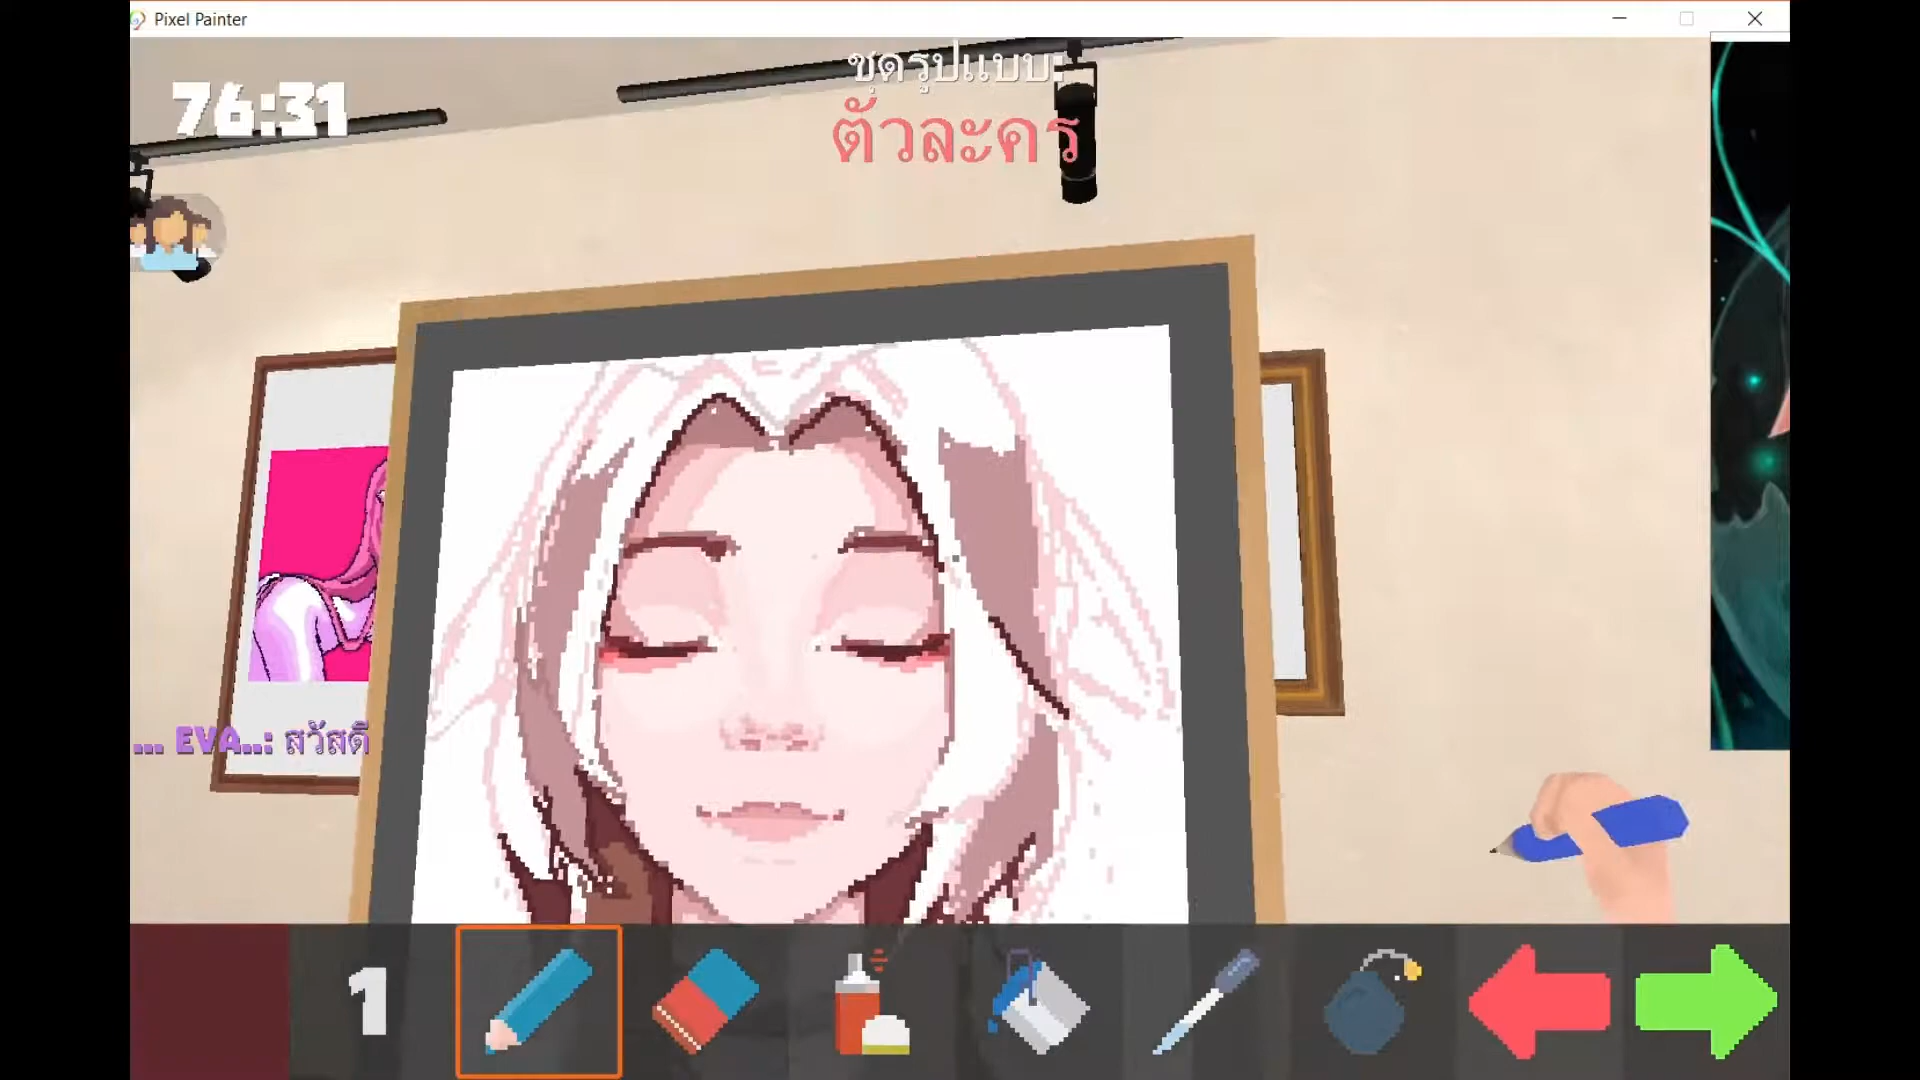 Pixel Painter
76:31
ชุดรูปแบบ:
ตัวละคร
... EVA..: สวัสดี
1